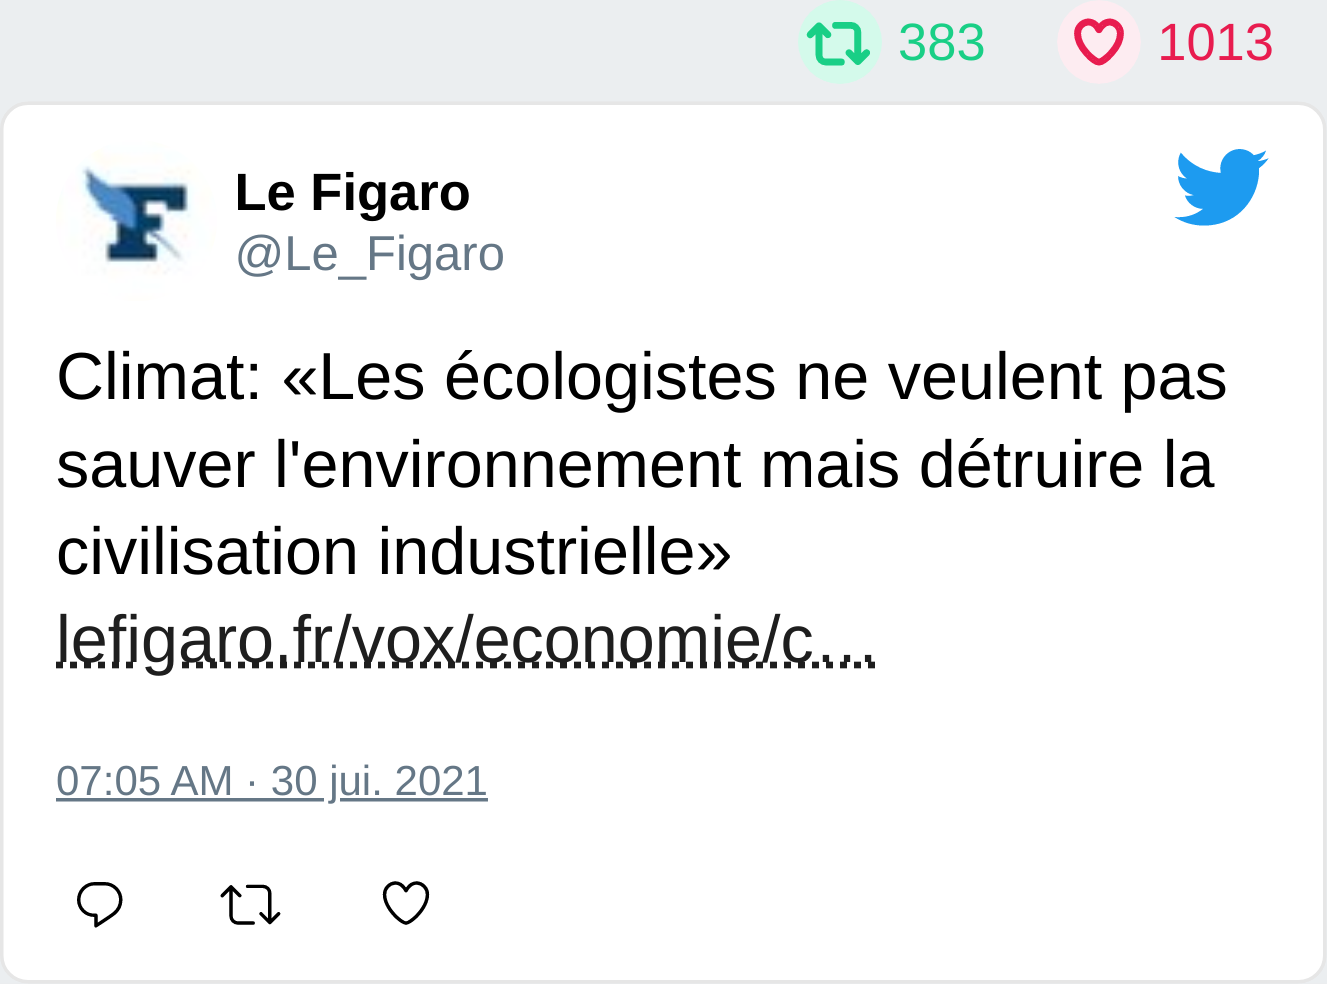 383 1013
Le Figaro
@Le_Figaro
Climat: «Les écologistes ne veulent pas
sauver l'environnement mais détruire la
civilisation industrielle»
lefigaro.fr/vox/economie/c…
07:05 AM · 30 jui. 2021